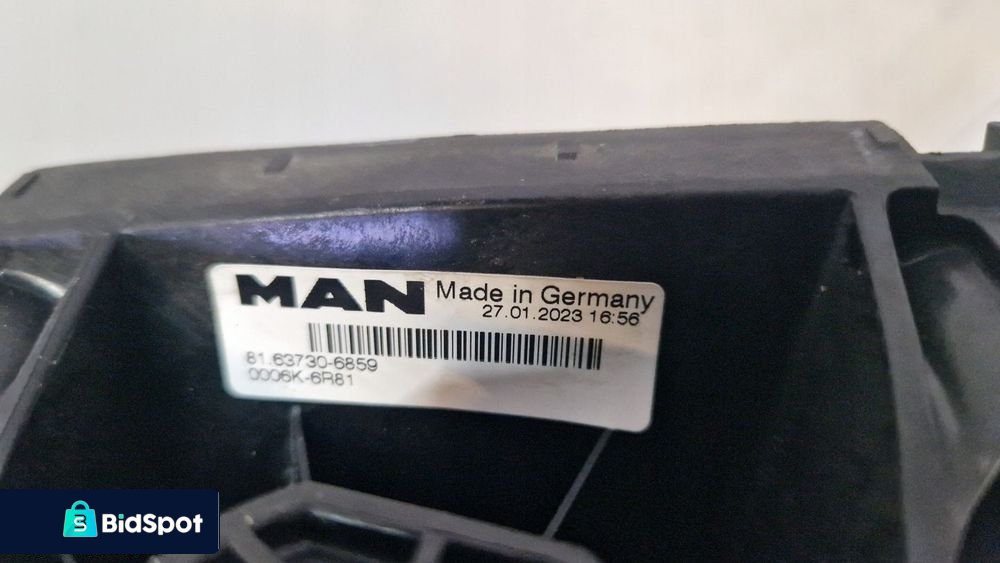 MAN Made in Germany
27.01.2023 16:56
81.63730-6859
0006K-6R81
BidSpot